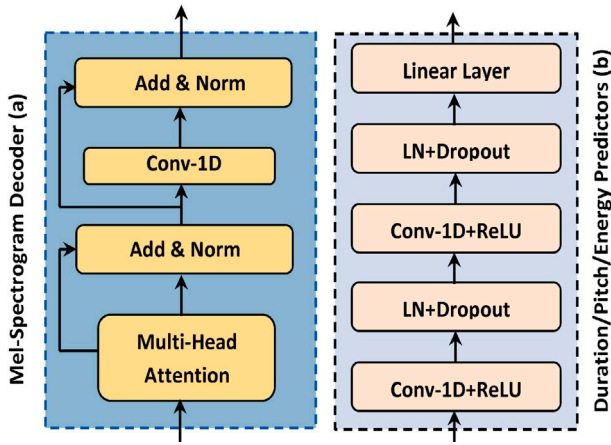 Mel-Spectrogram Decoder (a)
Add & Norm
Conv-1D
Add & Norm
Multi-Head
Attention
Linear Layer
LN+Dropout
Conv-1D+ReLU
LN+Dropout
Conv-1D+ReLU
Duration/Pitch/Energy Predictors (b)